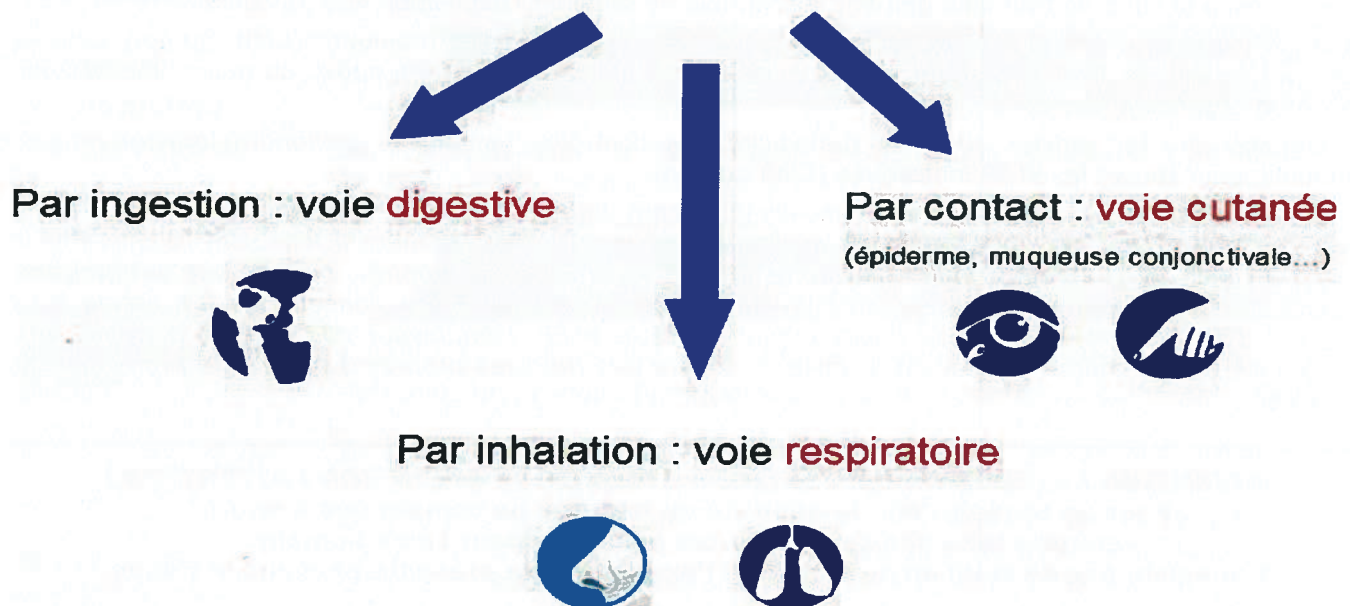 Par ingestion : voie digestive
Par contact : voie cutanée
(épiderme, muqueuse conjonctivale...)
Par inhalation : voie respiratoire